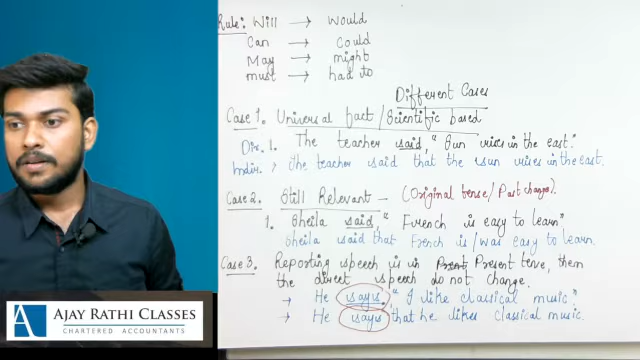 Rule: Will → Would
Can → Could
May → might
must → had to
Different Cases
Case 1. Universal fact / Scientific based
Dir. 1. The teacher said, "Sun rises in the east."
Indir. > The teacher said that the sun rises in the east.
Case 2. Still Relevant – (Original tense / Past change).
1. Sheila said, "French is easy to learn"
Sheila said that French is/was easy to learn.
Case 3. Reporting speech is in Present tense, then
the direct speech do not change.
→ He says, "I like classical music."
→ He says that he likes classical music.
A
AJAY RATHI CLASSES
CHARTERED ACCOUNTANTS